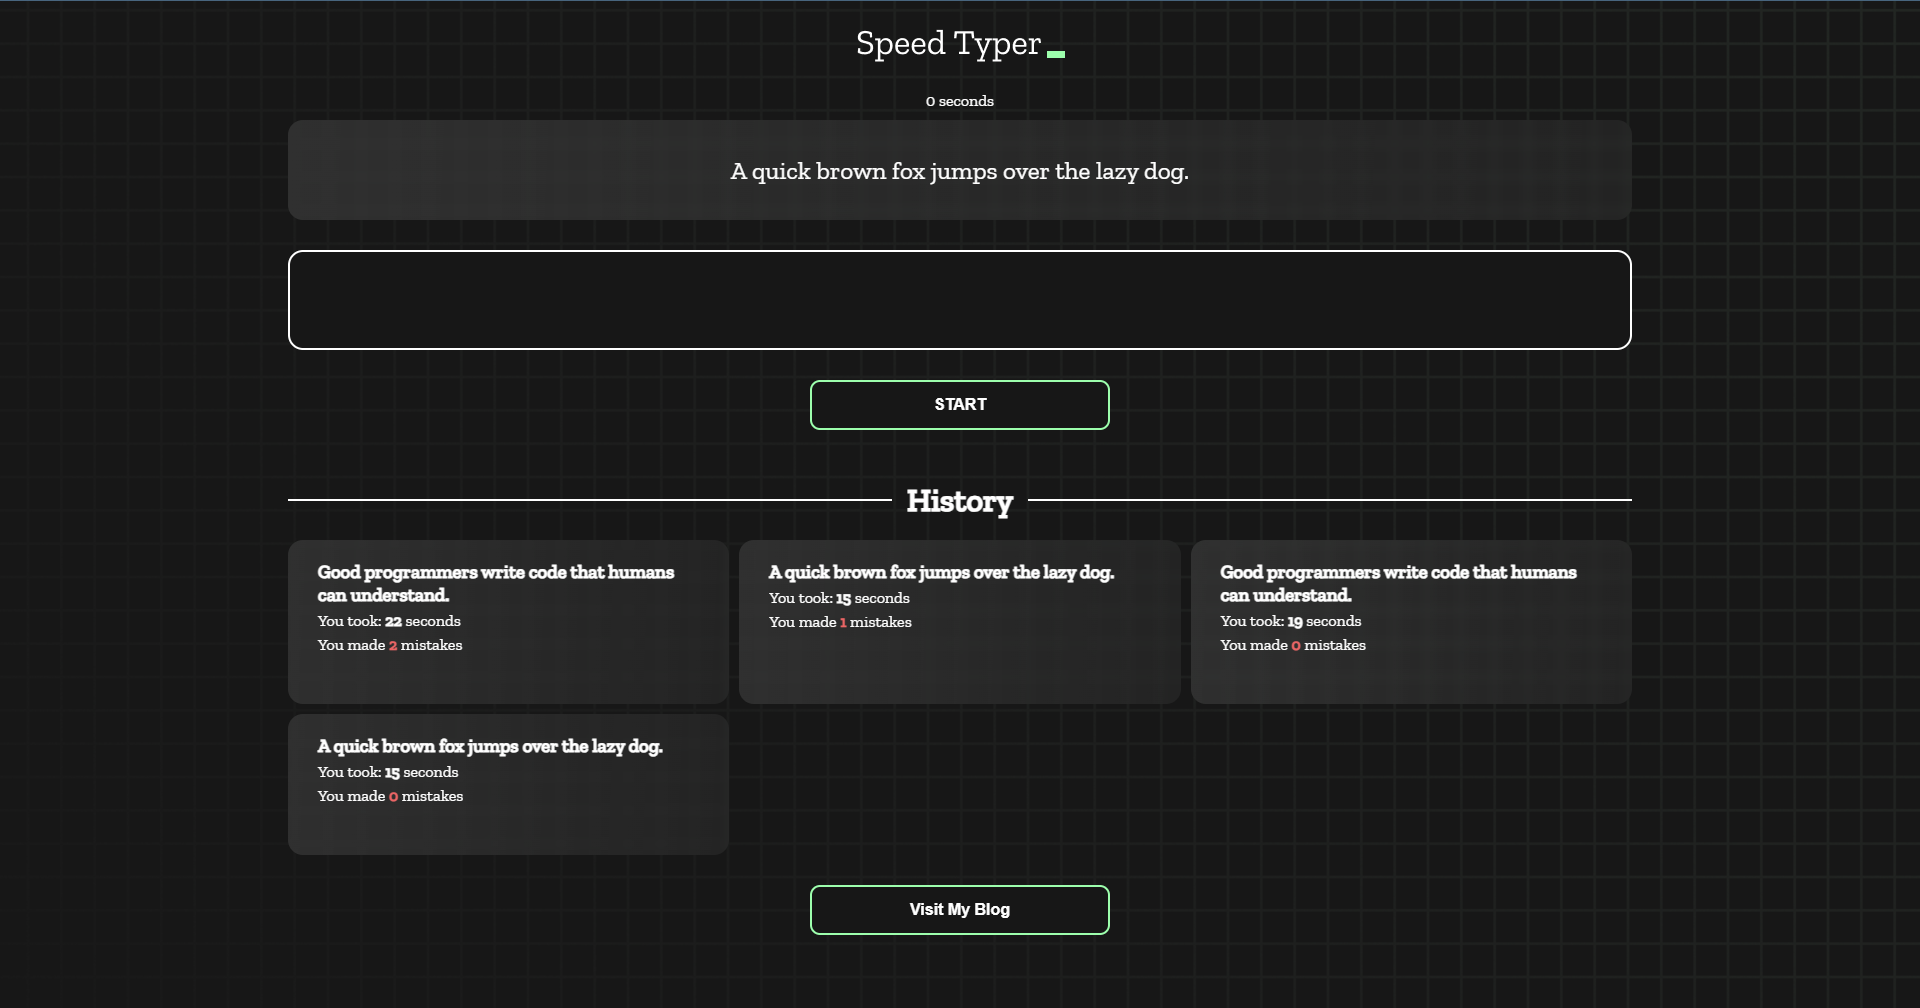 Speed Typer
0 seconds
A quick brown fox jumps over the lazy dog.
START
History
Good programmers write code that humans
can understand.
You took: 22 seconds
You made 2 mistakes
A quick brown fox jumps over the lazy dog.
You took: 15 seconds
You made 1 mistakes
Good programmers write code that humans
can understand.
You took: 19 seconds
You made 0 mistakes
A quick brown fox jumps over the lazy dog.
You took: 15 seconds
You made 0 mistakes
Visit My Blog